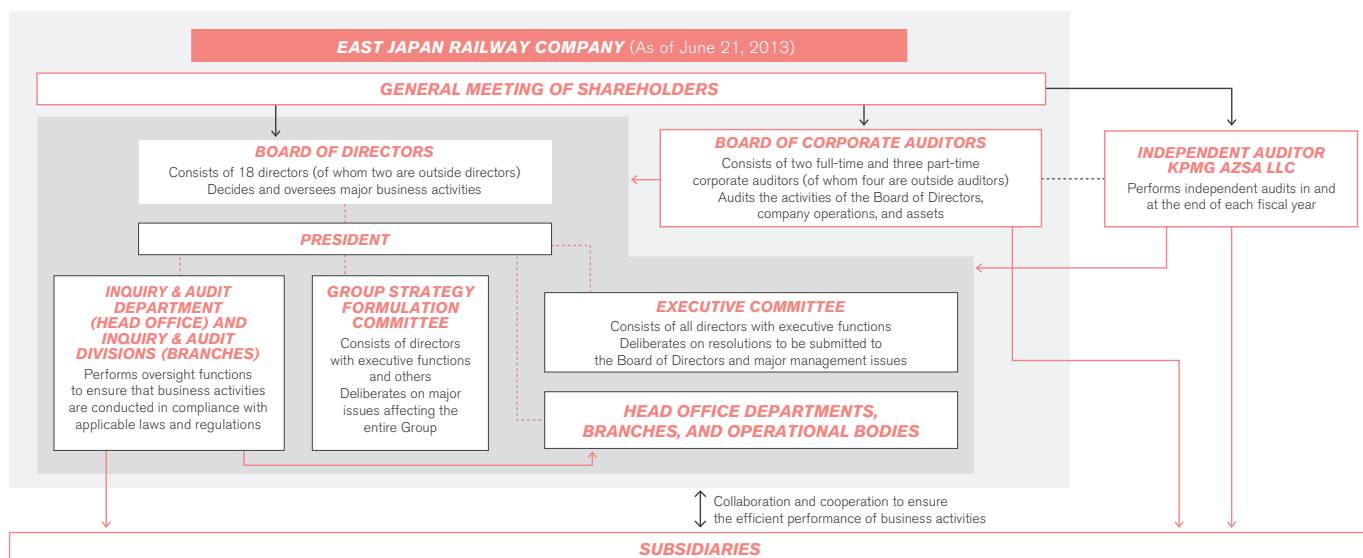 EAST JAPAN RAILWAY COMPANY (As of June 21, 2013)
GENERAL MEETING OF SHAREHOLDERS
BOARD OF DIRECTORS
Consists of 18 directors (of whom two are outside directors)
Decides and oversees major business activities
BOARD OF CORPORATE AUDITORS
Consists of two full-time and three part-time
corporate auditors (of whom four are outside auditors)
Audits the activities of the Board of Directors,
company operations, and assets
INDEPENDENT AUDITOR
KPMG AZSA LLC
Performs independent audits in and
at the end of each fiscal year
PRESIDENT
INQUIRY & AUDIT
DEPARTMENT
(HEAD OFFICE) AND
INQUIRY & AUDIT
DIVISIONS (BRANCHES)
Performs oversight functions
to ensure that business activities
are conducted in compliance with
applicable laws and regulations
GROUP STRATEGY
FORMULATION
COMMITTEE
Consists of directors
with executive functions
and others
Deliberates on major
issues affecting the
entire Group
EXECUTIVE COMMITTEE
Consists of all directors with executive functions
Deliberates on resolutions to be submitted to
the Board of Directors and major management issues
HEAD OFFICE DEPARTMENTS,
BRANCHES, AND OPERATIONAL BODIES
Collaboration and cooperation to ensure
the efficient performance of business activities
SUBSIDIARIES